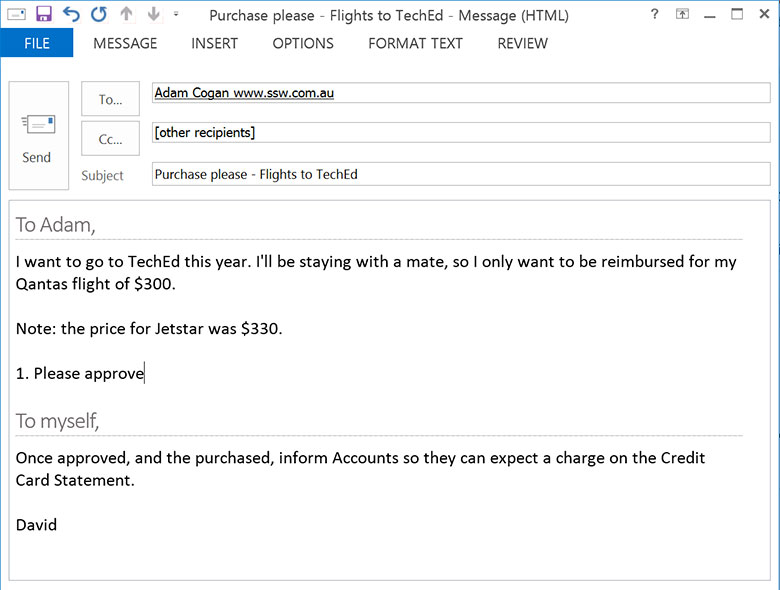 Purchase please - Flights to TechEd - Message (HTML)
FILE MESSAGE INSERT OPTIONS FORMAT TEXT REVIEW
To... Adam Cogan www.ssw.com.au
Cc... [other recipients]
Send
Subject Purchase please - Flights to TechEd
To Adam,
I want to go to TechEd this year. I'll be staying with a mate, so I only want to be reimbursed for my
Qantas flight of $300.
Note: the price for Jetstar was $330.
1. Please approve
To myself,
Once approved, and the purchased, inform Accounts so they can expect a charge on the Credit
Card Statement.
David